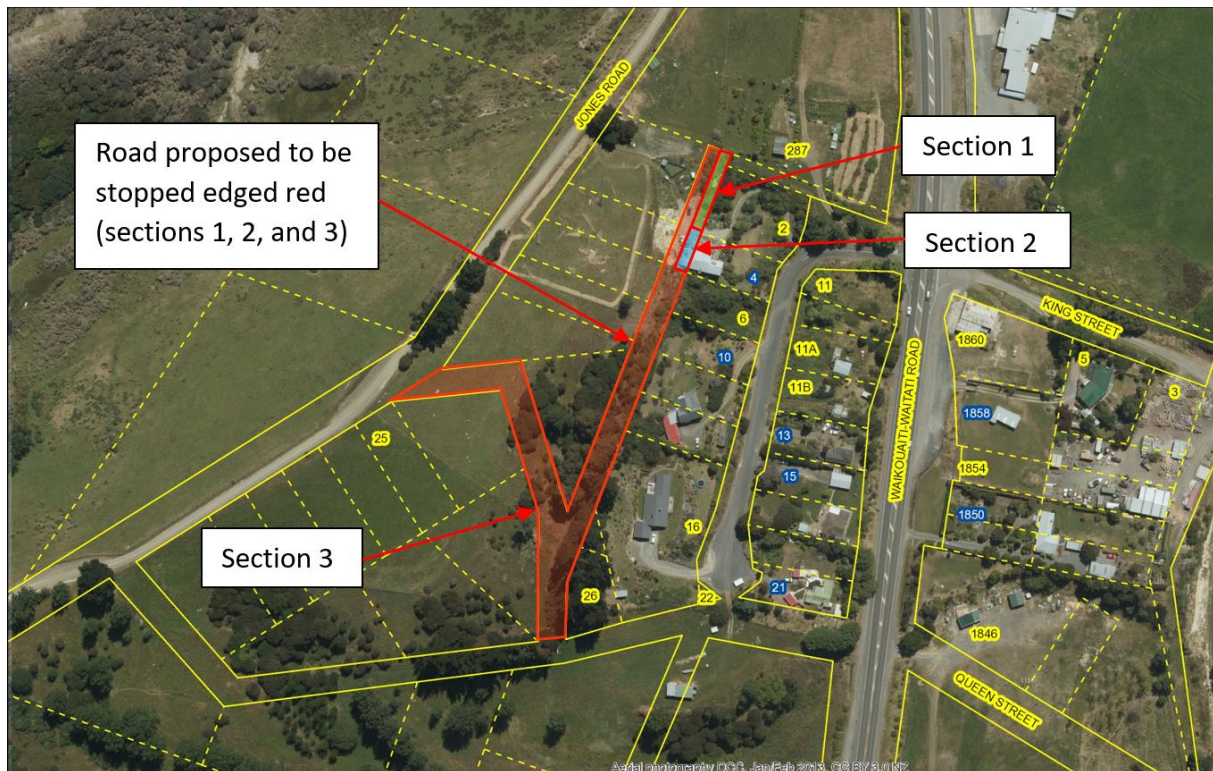 JONES ROAD
Road proposed to be
stopped edged red
(sections 1, 2, and 3)
287
Section 1
Section 2
2
4
6
10
11
11A
11B
13
15
16
21
22
26
25
Section 3
WAIKOUAITI-WAITATI ROAD
KING STREET
1860
5
3
1858
1854
1850
1846
QUEEN STREET
Aerial photography DCC, Jan/Feb 2013, CC BY 3.0 NZ